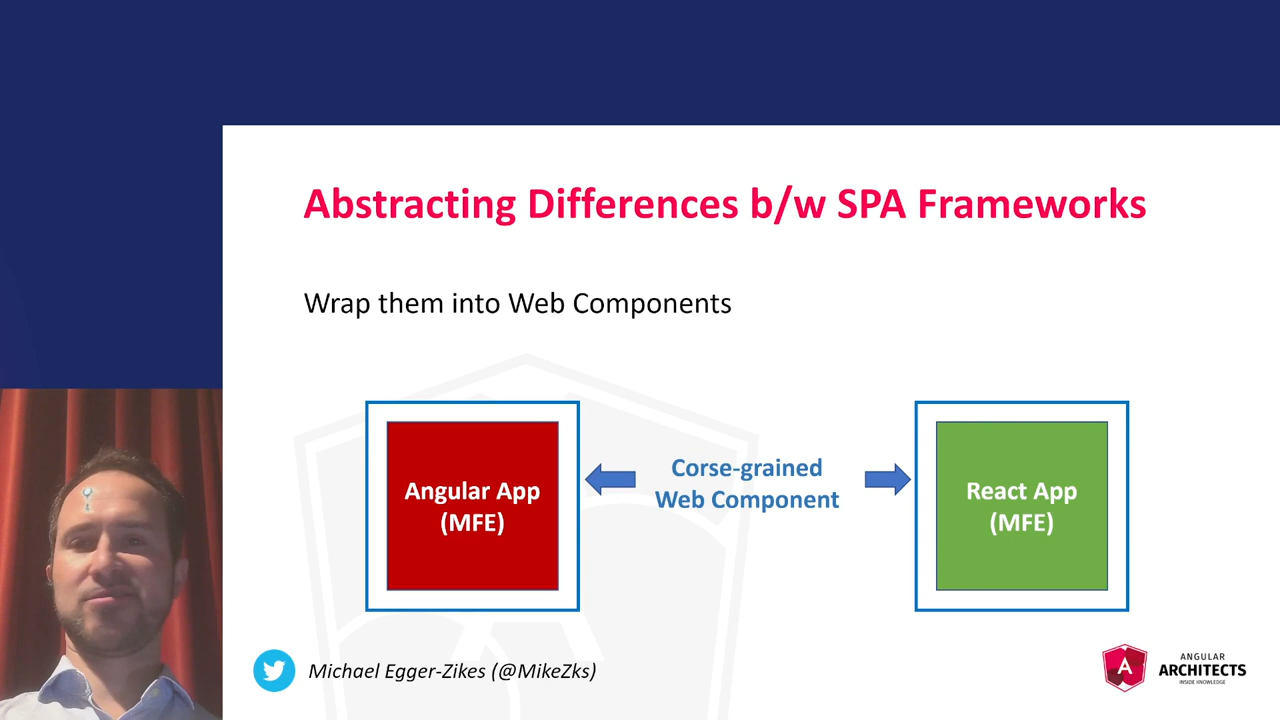 Abstracting Differences b/w SPA Frameworks
Wrap them into Web Components
Angular App
(MFE)
Corse-grained
Web Component
React App
(MFE)
Michael Egger-Zikes (@MikeZks)
A
ANGULAR
ARCHITECTS
INSIDE KNOWLEDGE